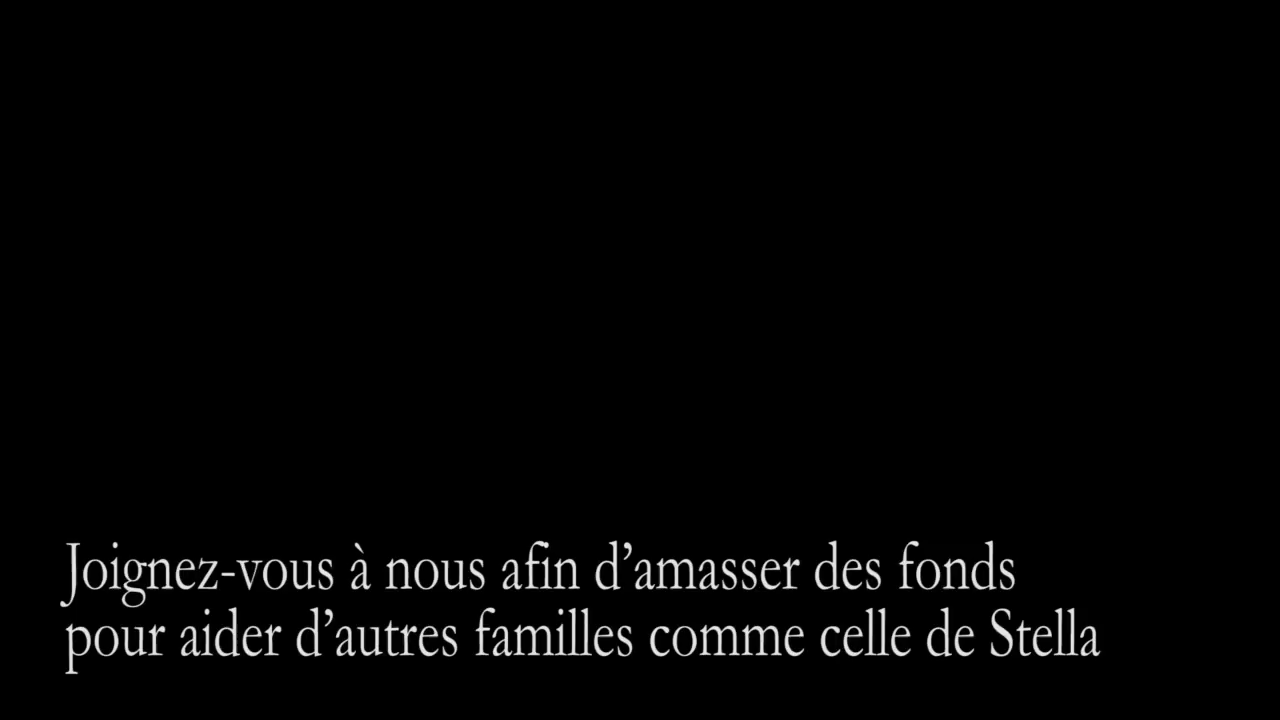 Joignez-vous à nous afin d’amasser des fonds
pour aider d’autres familles comme celle de Stella